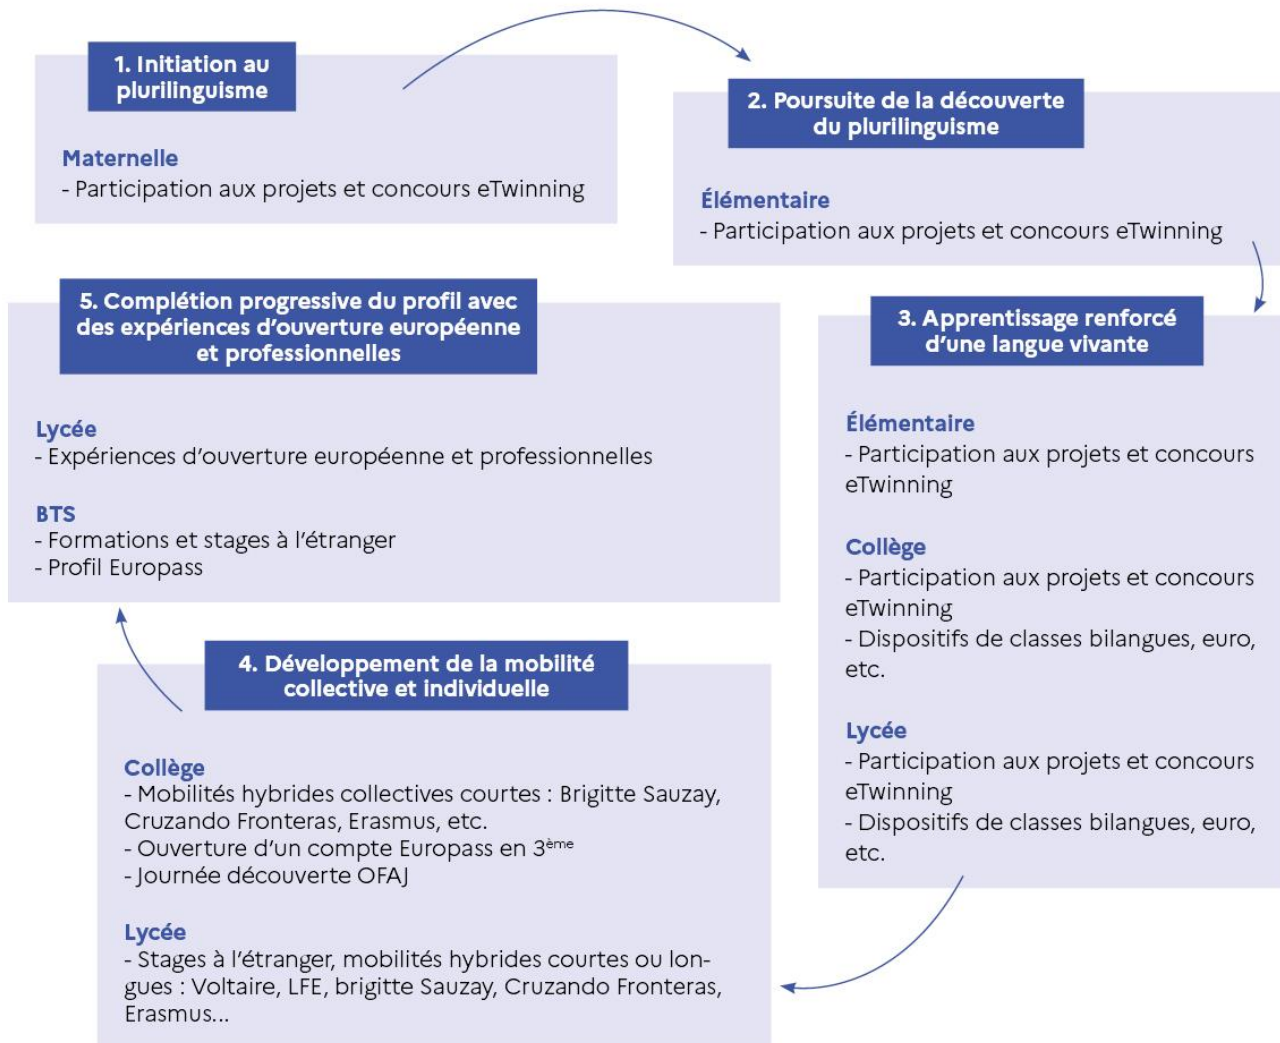 1. Initiation au
plurilinguisme
Maternelle
- Participation aux projets et concours eTwinning
2. Poursuite de la découverte
du plurilinguisme
Élémentaire
- Participation aux projets et concours eTwinning
3. Apprentissage renforcé
d'une langue vivante
Élémentaire
- Participation aux projets et concours
eTwinning
Collège
- Participation aux projets et concours
eTwinning
- Dispositifs de classes bilangues, euro,
etc.
Lycée
- Participation aux projets et concours
eTwinning
- Dispositifs de classes bilangues, euro,
etc.
4. Développement de la mobilité
collective et individuelle
Collège
- Mobilités hybrides collectives courtes : Brigitte Sauzay,
Cruzando Fronteras, Erasmus, etc.
- Ouverture d'un compte Europass en 3ème
- Journée découverte OFAJ
Lycée
- Stages à l'étranger, mobilités hybrides courtes ou lon-
gues : Voltaire, LFE, brigitte Sauzay, Cruzando Fronteras,
Erasmus...
5. Complétion progressive du profil avec
des expériences d'ouverture européenne
et professionnelles
Lycée
- Expériences d'ouverture européenne et professionnelles
BTS
- Formations et stages à l'étranger
- Profil Europass